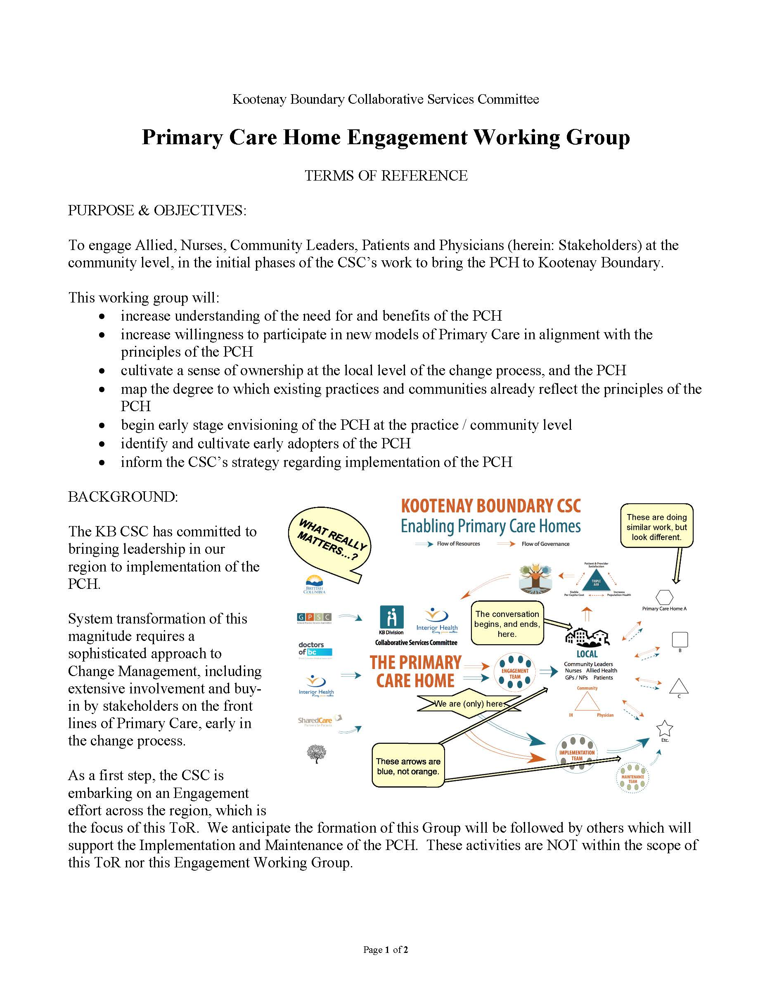 Kootenay Boundary Collaborative Services Committee
Primary Care Home Engagement Working Group
TERMS OF REFERENCE
PURPOSE & OBJECTIVES:
To engage Allied, Nurses, Community Leaders, Patients and Physicians (herein: Stakeholders) at the
community level, in the initial phases of the CSC’s work to bring the PCH to Kootenay Boundary.
This working group will:
• increase understanding of the need for and benefits of the PCH
• increase willingness to participate in new models of Primary Care in alignment with the
principles of the PCH
• cultivate a sense of ownership at the local level of the change process, and the PCH
• map the degree to which existing practices and communities already reflect the principles of the
PCH
• begin early stage envisioning of the PCH at the practice / community level
• identify and cultivate early adopters of the PCH
• inform the CSC’s strategy regarding implementation of the PCH
BACKGROUND:
The KB CSC has committed to
bringing leadership in our
region to implementation of the
PCH.
System transformation of this
magnitude requires a
sophisticated approach to
Change Management, including
extensive involvement and buy-
in by stakeholders on the front
lines of Primary Care, early in
the change process.
As a first step, the CSC is
embarking on an Engagement
effort across the region, which is
the focus of this ToR.  We anticipate the formation of this Group will be followed by others which will
support the Implementation and Maintenance of the PCH.  These activities are NOT within the scope of
this ToR nor this Engagement Working Group.
KOOTENAY BOUNDARY CSC
Enabling Primary Care Homes
Flow of Resources
Flow of Governance
WHAT REALLY
MATTERS...?
These are doing
similar work, but
look different.
BRITISH
COLUMBIA
GPSC
General Practice Services Committee
doctors
of bc
Interior Health
Every person matters
SharedCare
Partners for Patients
KB Division
Interior Health
Every person matters
Collaborative Services Committee
THE PRIMARY
CARE HOME
The conversation
begins, and ends,
here.
Patient & Provider
Satisfaction
TRIPLE
AIM
Stable
Per Capita Cost
Increase
Population Health
ENGAGEMENT
TEAM
LOCAL
Community Leaders
Nurses Allied Health
GPs / NPs Patients
Community
IH
Physician
Primary Care Home A
B
C
Etc.
We are (only) here.
These arrows are
blue, not orange.
IMPLEMENTATION
TEAM
MAINTENANCE
TEAM
Page 1 of 2